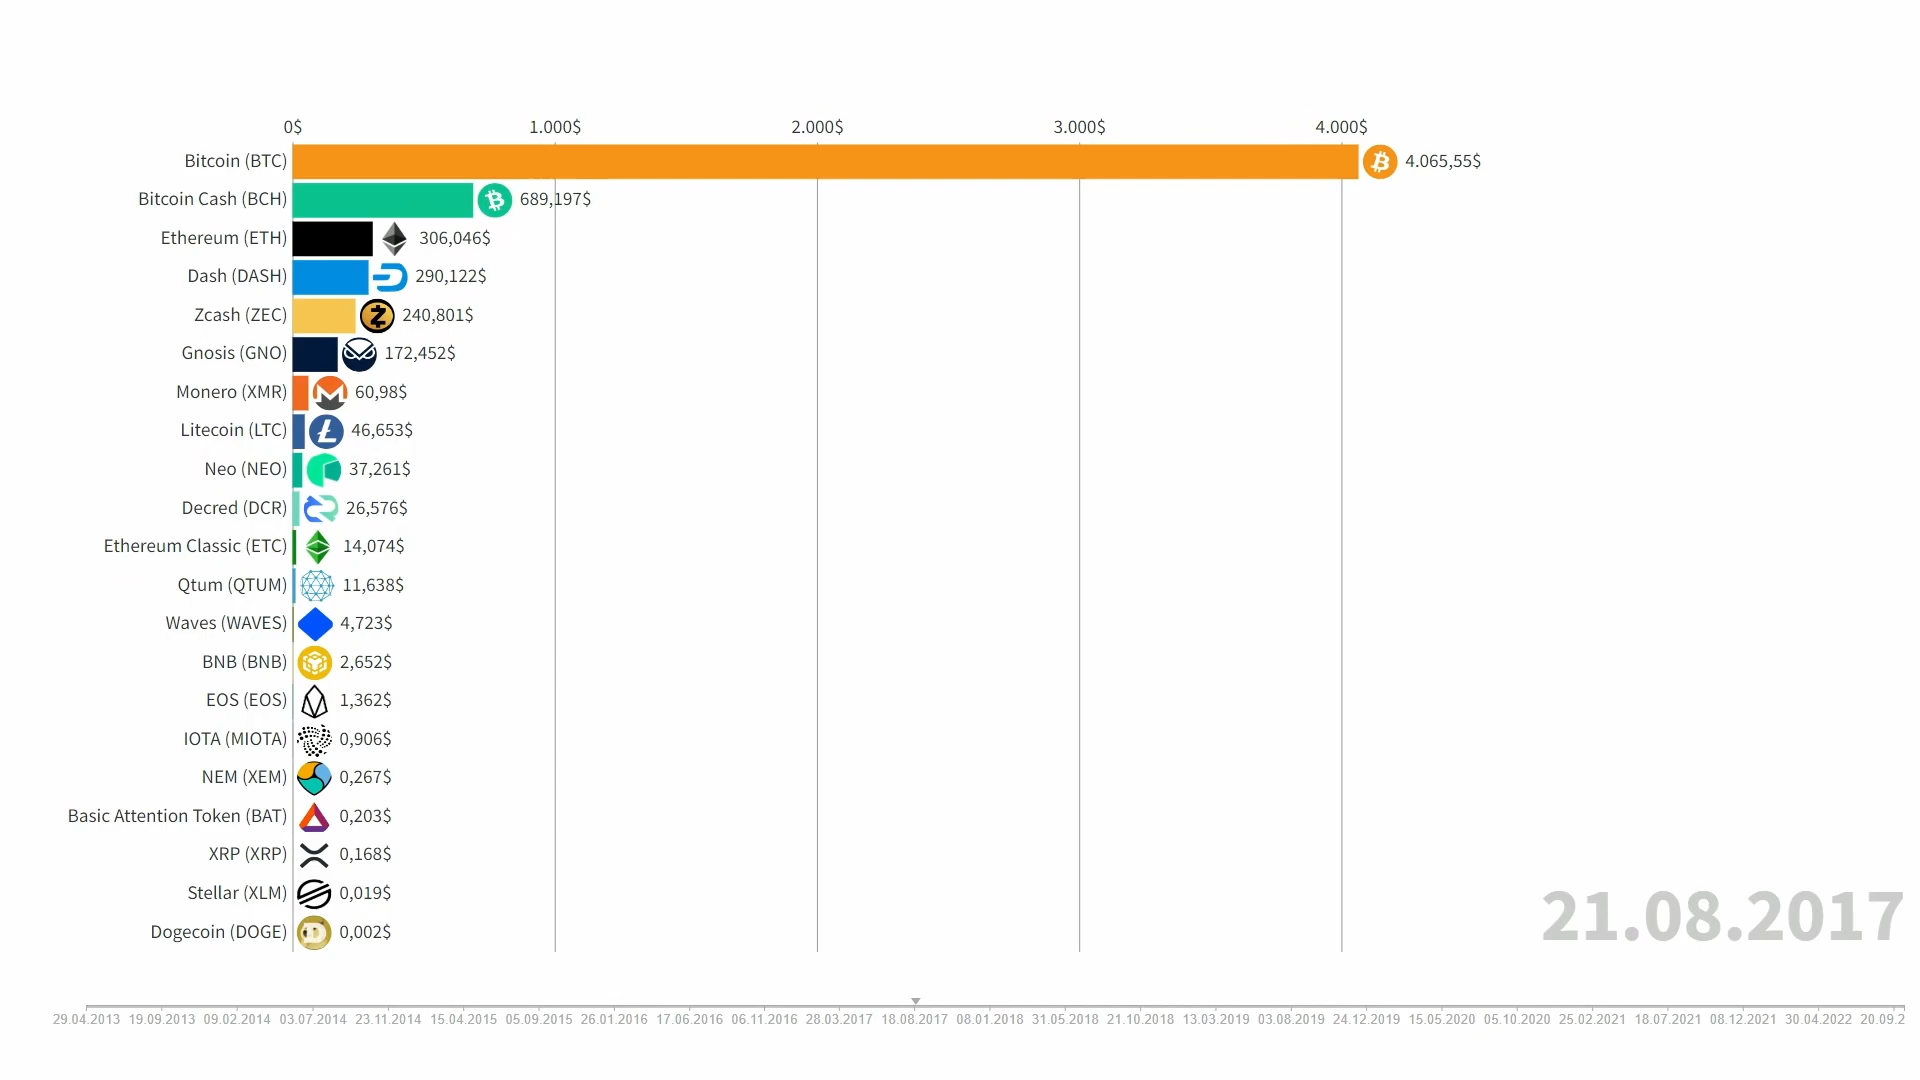 0$ 1.000$ 2.000$ 3.000$ 4.000$
Bitcoin (BTC) 4.065,55$
Bitcoin Cash (BCH) 689,197$
Ethereum (ETH) 306,046$
Dash (DASH) 290,122$
Zcash (ZEC) 240,801$
Gnosis (GNO) 172,452$
Monero (XMR) 60,98$
Litecoin (LTC) 46,653$
Neo (NEO) 37,261$
Decred (DCR) 26,576$
Ethereum Classic (ETC) 14,074$
Qtum (QTUM) 11,638$
Waves (WAVES) 4,723$
BNB (BNB) 2,652$
EOS (EOS) 1,362$
IOTA (MIOTA) 0,906$
NEM (XEM) 0,267$
Basic Attention Token (BAT) 0,203$
XRP (XRP) 0,168$
Stellar (XLM) 0,019$
Dogecoin (DOGE) 0,002$
21.08.2017
29.04.2013 19.09.2013 09.02.2014 03.07.2014 23.11.2014 15.04.2015 05.09.2015 26.01.2016 17.06.2016 06.11.2016 28.03.2017 18.08.2017 08.01.2018 31.05.2018 21.10.2018 13.03.2019 03.08.2019 24.12.2019 15.05.2020 05.10.2020 25.02.2021 18.07.2021 08.12.2021 30.04.2022 20.09.2